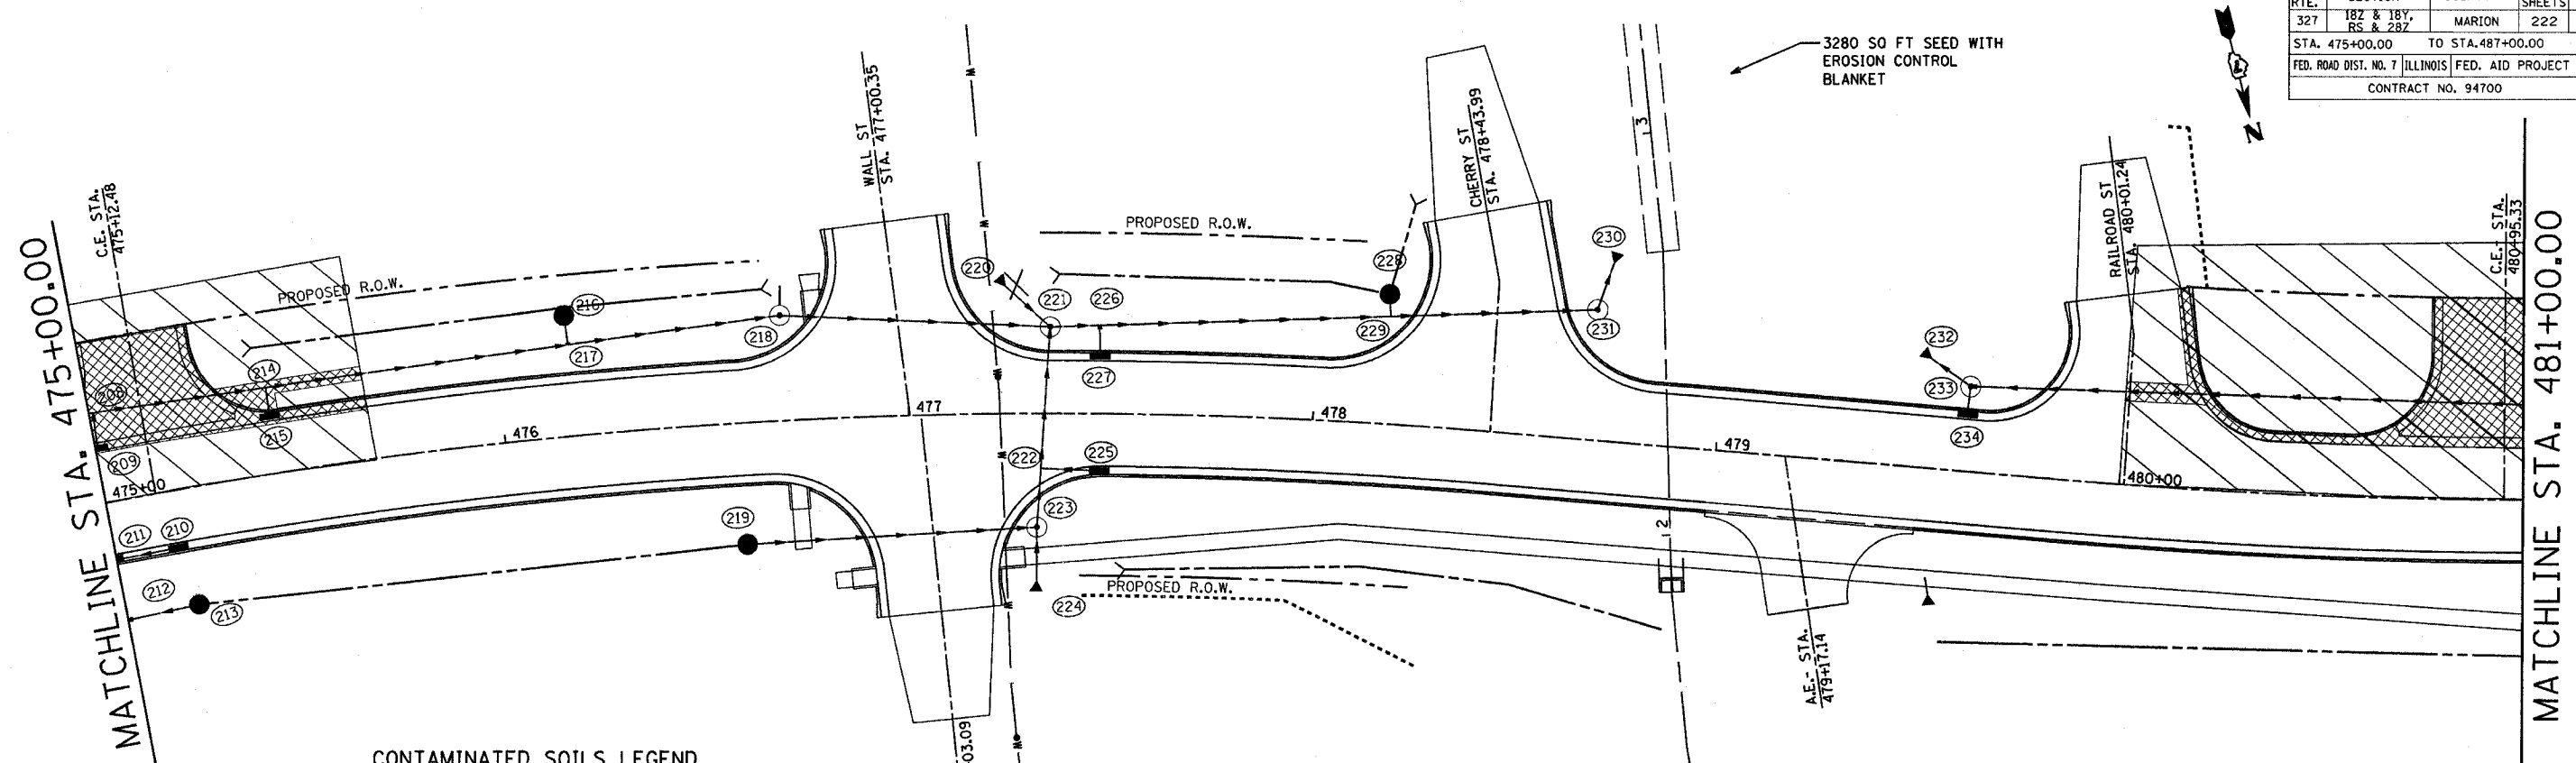 RTE.
SHEETS
327
18Z & 18Y,
RS & 28Z
MARION
222
STA. 475+00.00 TO STA.487+00.00
FED. ROAD DIST. NO. 7 ILLINOIS FED. AID PROJECT
CONTRACT NO. 94700
N
3280 SQ FT SEED WITH
EROSION CONTROL
BLANKET
MATCHLINE STA. 475+00.00
C.E. STA.
475+12.48
PROPOSED R.O.W.
WALL ST
STA. 477+00.35
PROPOSED R.O.W.
CHERRY ST
STA. 478+43.99
3
RAILROAD ST
STA. 480+01.24
C.E.- STA.
480+95.33
MATCHLINE STA. 481+00.00
208
209
214
215
216
217
218
220
221
226
227
228
229
230
231
232
233
234
475+00
476
477
478
479
480+00
211
210
212
213
219
222
225
223
224
PROPOSED R.O.W.
2
A.E.- STA.
479+17.14
03.09
W
W
W
W
W
W
W
CONTAMINATED SOILS LEGEND